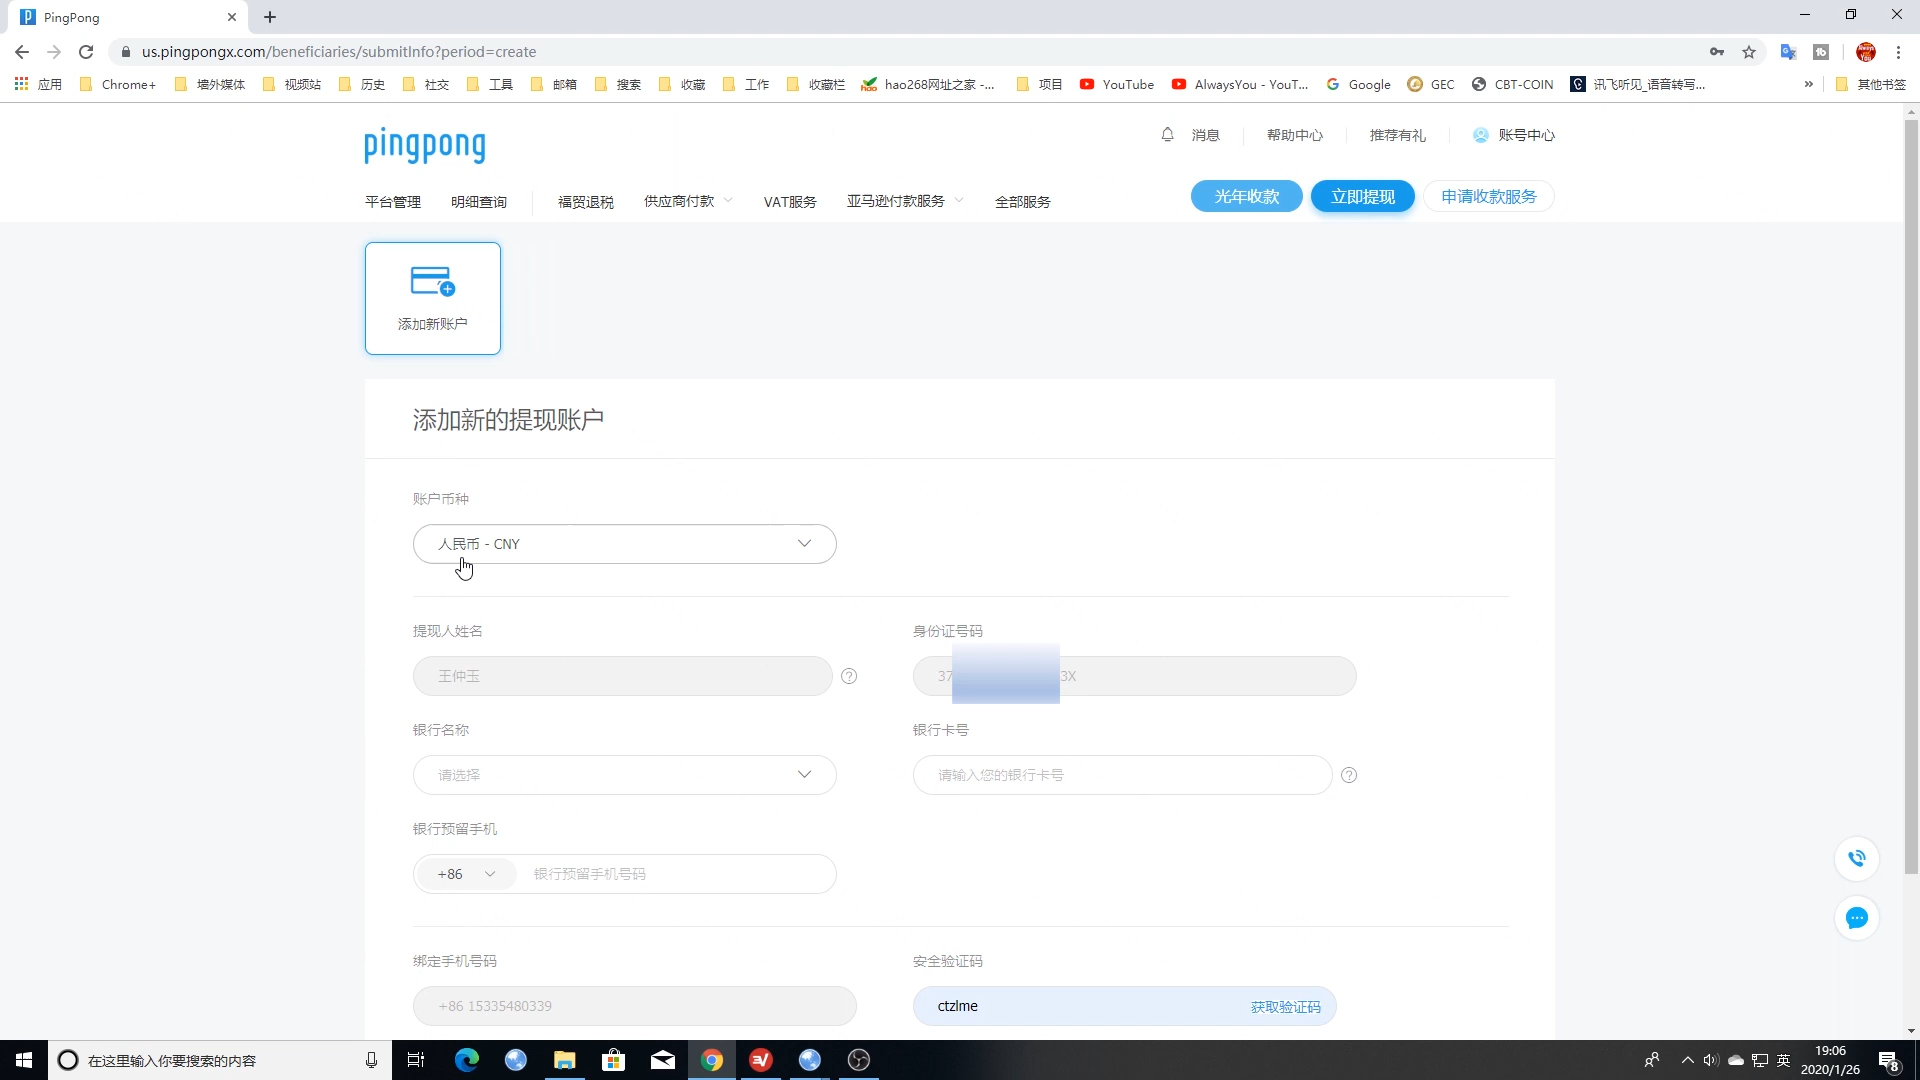 PingPong
us.pingpongx.com/beneficiaries/submitInfo?period=create
应用 Chrome+ 墙外媒体 视频站 历史 社交 工具 邮箱 搜索 收藏 工作 收藏栏 hao268网址之家 -... 项目 YouTube AlwaysYou - YouT... Google GEC CBT-COIN 讯飞听见_语音转写... » 其他书签
pingpong
消息 帮助中心 推荐有礼 账号中心
平台管理 明细查询 福贸退税 供应商付款 VAT服务 亚马逊付款服务 全部服务 光年收款 立即提现 申请收款服务
添加新账户
添加新的提现账户
账户币种
人民币 - CNY
提现人姓名 身份证号码
王仲玉 37 3X
银行名称 银行卡号
请选择 请输入您的银行卡号
银行预留手机
+86 银行预留手机号码
绑定手机号码 安全验证码
+86 15335480339 ctzlme 获取验证码
在这里输入你要搜索的内容 英 19:06
2020/1/26 8